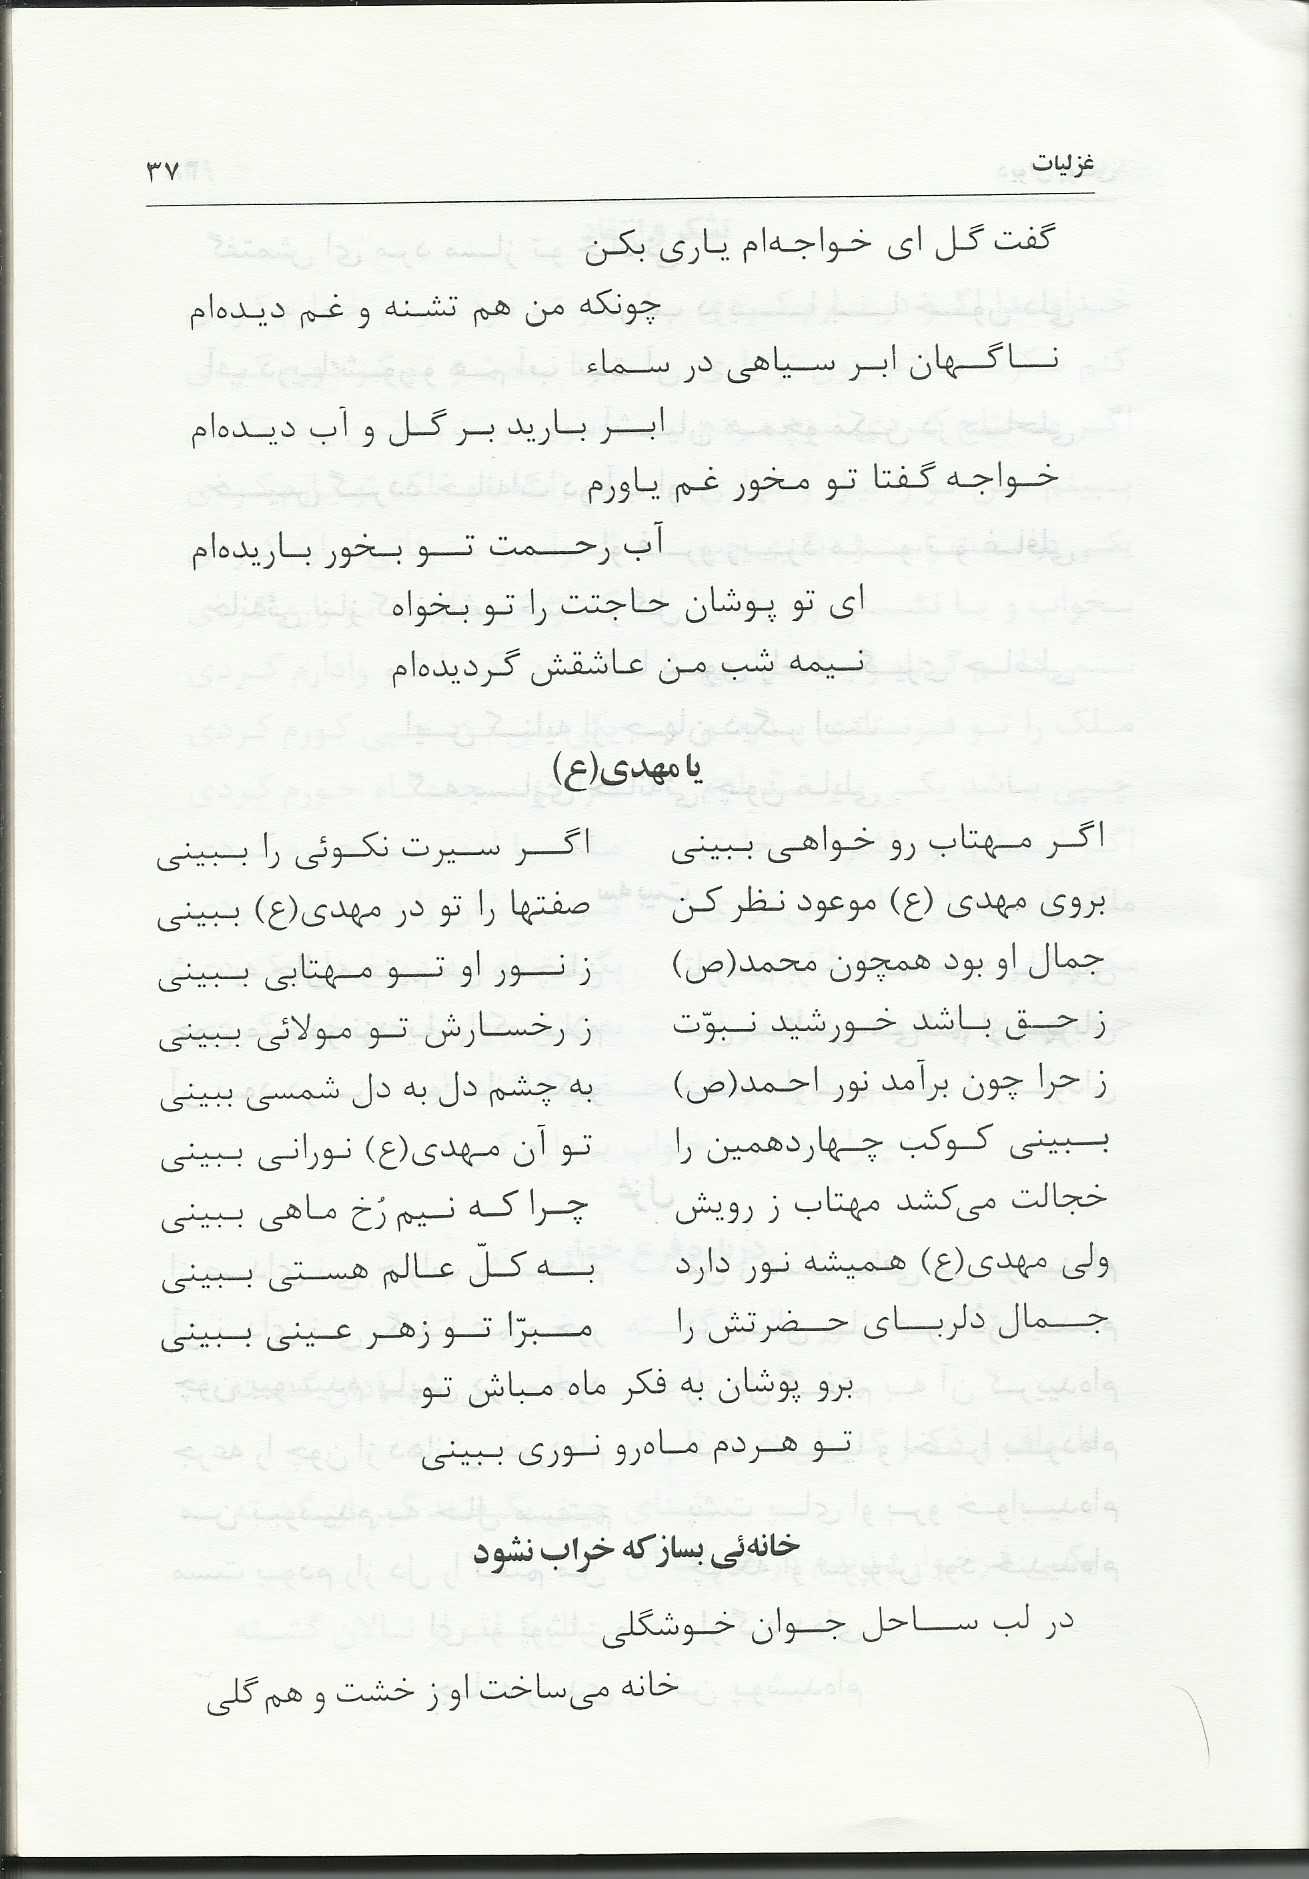 غزلیات ۳۷
گفت گل ای خواجه‌ام یاری بکن
چونکه من هم تشنه و غم دیده‌ام
ناگهان ابر سیاهی در سماء
ابر بارید بر گل و آب دیده‌ام
خواجه گفتا تو مخور غم یاورم
آب رحمت تو بخور باریده‌ام
ای تو پوشان حاجتت را تو بخواه
نیمه شب من عاشقش گردیده‌ام
یا مهدی(ع)
اگر مهتاب رو خواهی ببینی اگر سیرت نکوئی را ببینی
بروی مهدی (ع) موعود نظر کن صفتها را تو در مهدی(ع) ببینی
جمال او بود همچون محمد(ص) ز نور او تو مهتابی ببینی
ز حق باشد خورشید نبوّت ز رخسارش تو مولائی ببینی
ز حرا چون برآمد نور احمد(ص) به چشم دل به دل شمسی ببینی
ببینی کوکب چهاردهمین را تو آن مهدی(ع) نورانی ببینی
خجالت می‌کشد مهتاب ز رویش چرا که نیم رُخ ماهی ببینی
ولی مهدی(ع) همیشه نور دارد به کلّ عالم هستی ببینی
جمال دلربای حضرتش را مبرّا تو زهر عینی ببینی
برو پوشان به فکر ماه مباش تو
تو هردم ماه‌رو نوری ببینی
خانه‌ئی بساز که خراب نشود
در لب ساحل جوان خوشگلی
خانه می‌ساخت او ز خشت و هم گلی